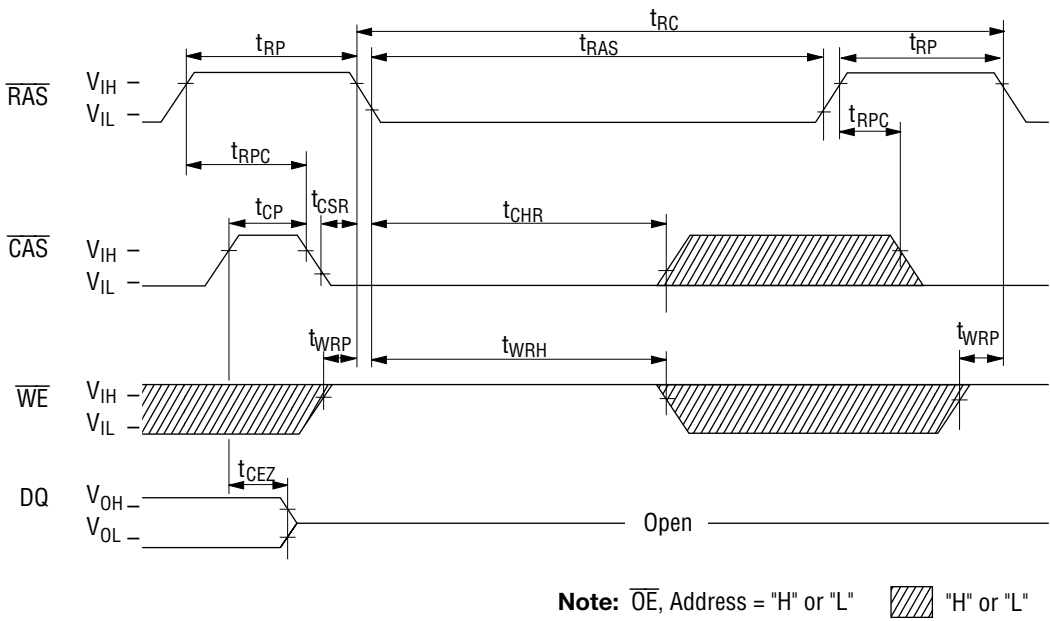 tRC
tRP tRAS tRP
RAS VIH
VIL
tRPC
tRPC
tCP tCSR tCHR
CAS VIH
VIL
tWRP tWRH tWRP
WE VIH
VIL
tCEZ
DQ VOH
VOL
Open
Note: OE, Address = "H" or "L" "H" or "L"